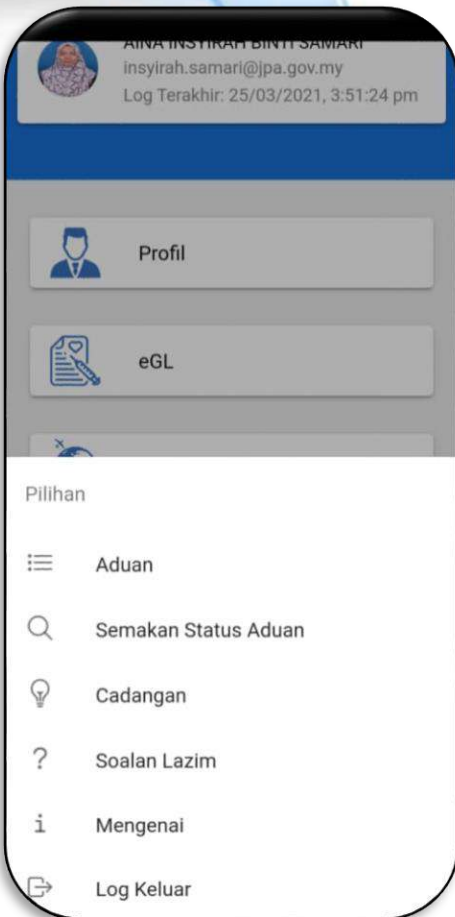 AINA INSYIRAH BINTI SAMARI
insyirah.samari@jpa.gov.my
Log Terakhir: 25/03/2021, 3:51:24 pm
Profil
eGL
Pilihan
Aduan
Semakan Status Aduan
Cadangan
Soalan Lazim
Mengenai
Log Keluar